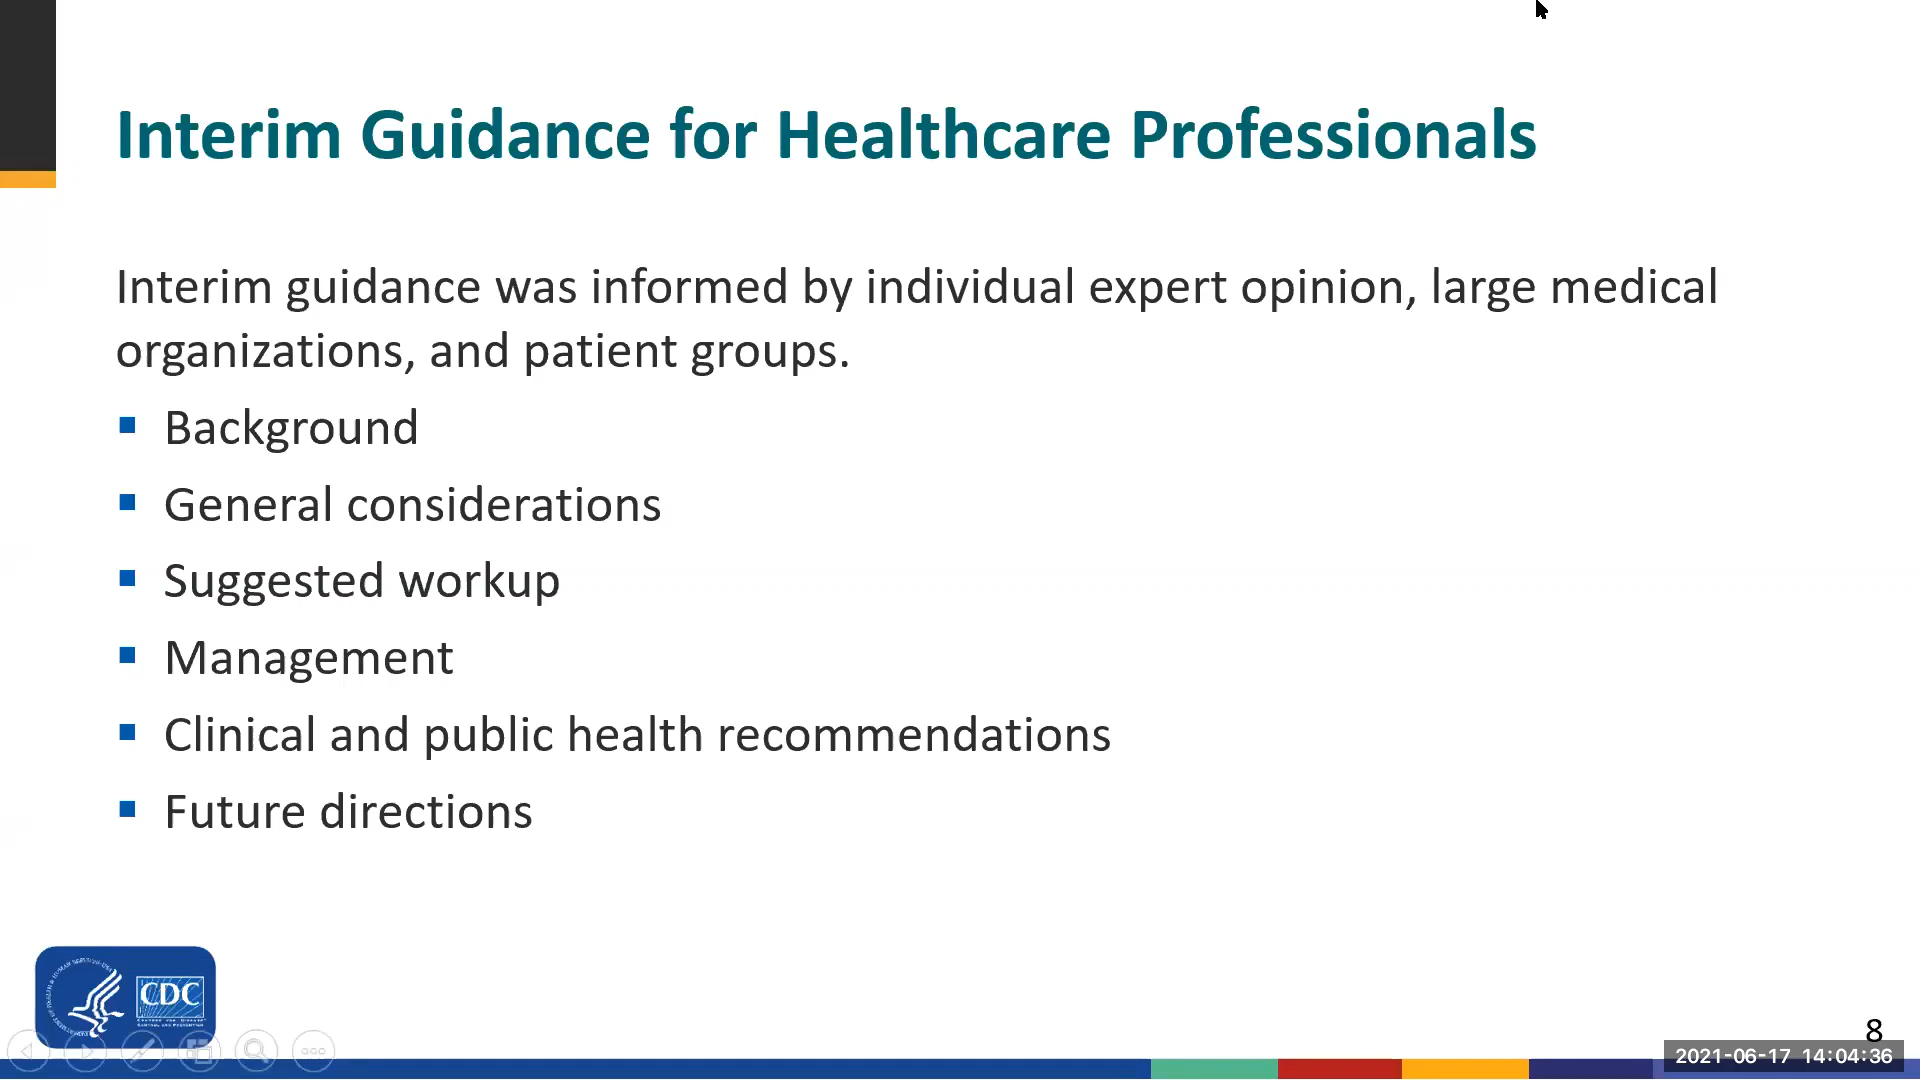 Interim Guidance for Healthcare Professionals
Interim guidance was informed by individual expert opinion, large medical
organizations, and patient groups.
Background
General considerations
Suggested workup
Management
Clinical and public health recommendations
Future directions
CDC
8
2021-06-17 14:04:36